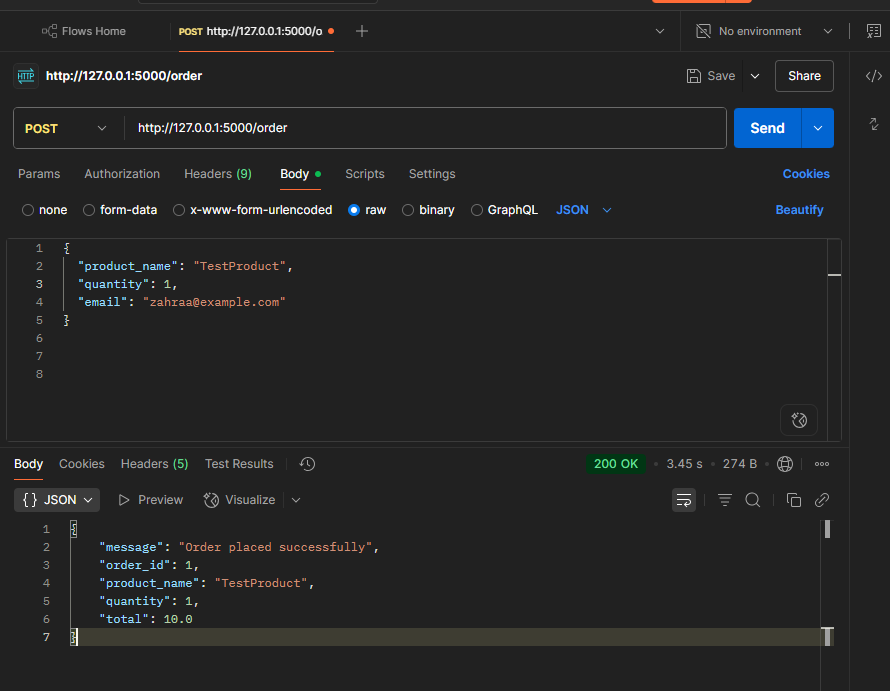 Flows Home
POST http://127.0.0.1:5000/o
No environment
HTTP http://127.0.0.1:5000/order
Save
Share
POST
http://127.0.0.1:5000/order
Send
Params Authorization Headers (9) Body Scripts Settings Cookies
none form-data x-www-form-urlencoded raw binary GraphQL JSON Beautify
1 {
2 "product_name": "TestProduct",
3 "quantity": 1,
4 "email": "zahraa@example.com"
5 }
6
7
8
Body Cookies Headers (5) Test Results 200 OK • 3.45 s • 274 B
{} JSON Preview Visualize
1 {
2 "message": "Order placed successfully",
3 "order_id": 1,
4 "product_name": "TestProduct",
5 "quantity": 1,
6 "total": 10.0
7 }